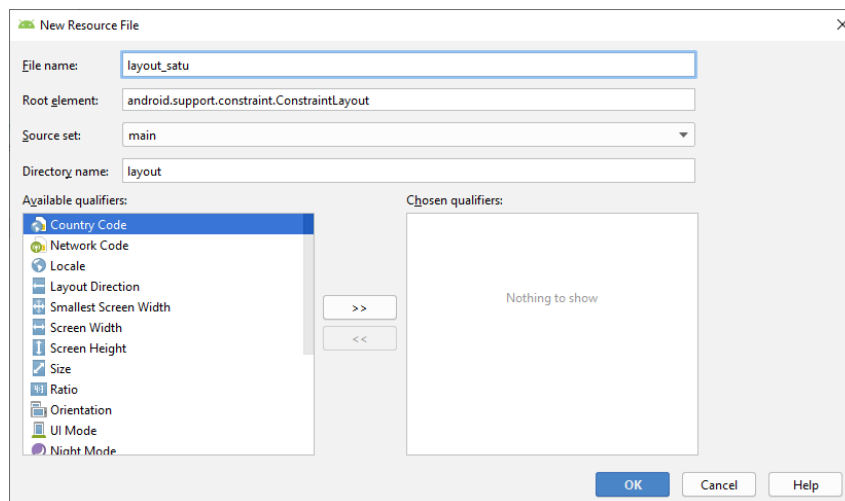 New Resource File
File name: layout_satu
Root element: android.support.constraint.ConstraintLayout
Source set: main
Directory name: layout
Available qualifiers: Chosen qualifiers:
Country Code
Network Code
Locale
Layout Direction
Smallest Screen Width
Screen Width
Screen Height
Size
Ratio
Orientation
UI Mode
Night Mode
>>
<<
Nothing to show
OK Cancel Help